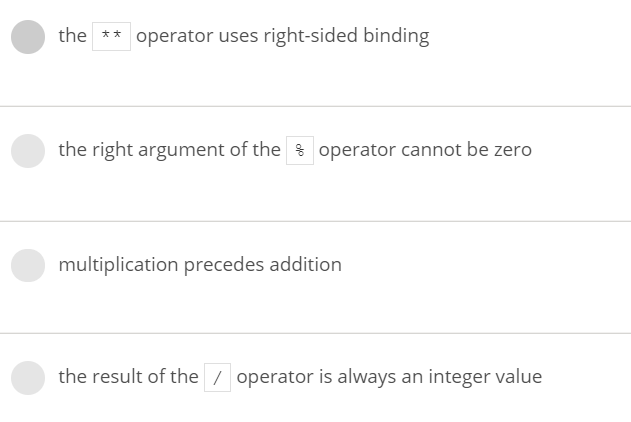 the ** operator uses right-sided binding
the right argument of the % operator cannot be zero
multiplication precedes addition
the result of the / operator is always an integer value